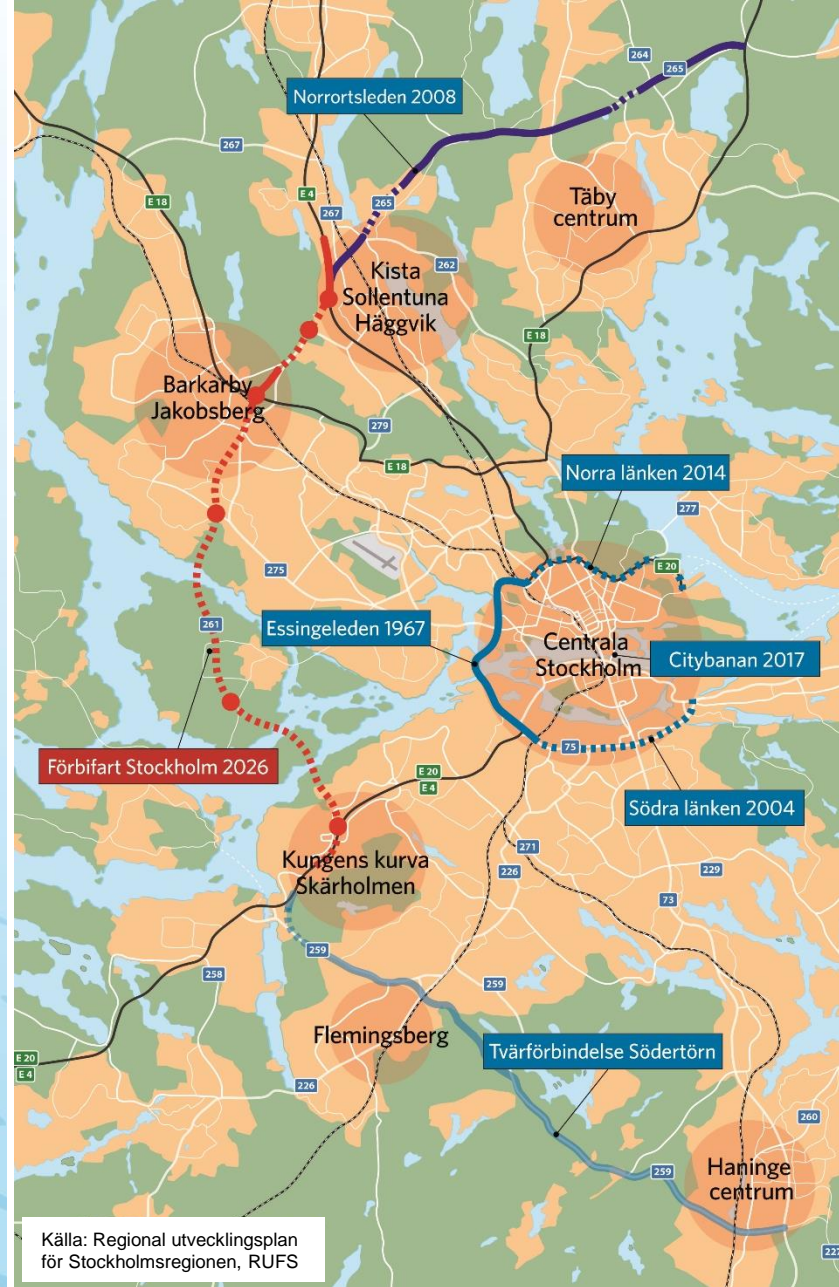 264
265
Norrortsleden 2008
267
E 4
E 18
265
267
Täby
centrum
262
Kista
Sollentuna
Häggvik
E 18
Barkarby
Jakobsberg
279
E 18
Norra länken 2014
277
E 20
275
261
Essingeleden 1967
Centrala
Stockholm
Citybanan 2017
75
Förbifart Stockholm 2026
E 20
E 4
Södra länken 2004
Kungens kurva
Skärholmen
271
226
229
73
259
258
259
Flemingsberg
Tvärförbindelse Södertörn
E 20
E 4
226
260
259
Haninge
centrum
227
Källa: Regional utvecklingsplan
för Stockholmsregionen, RUFS